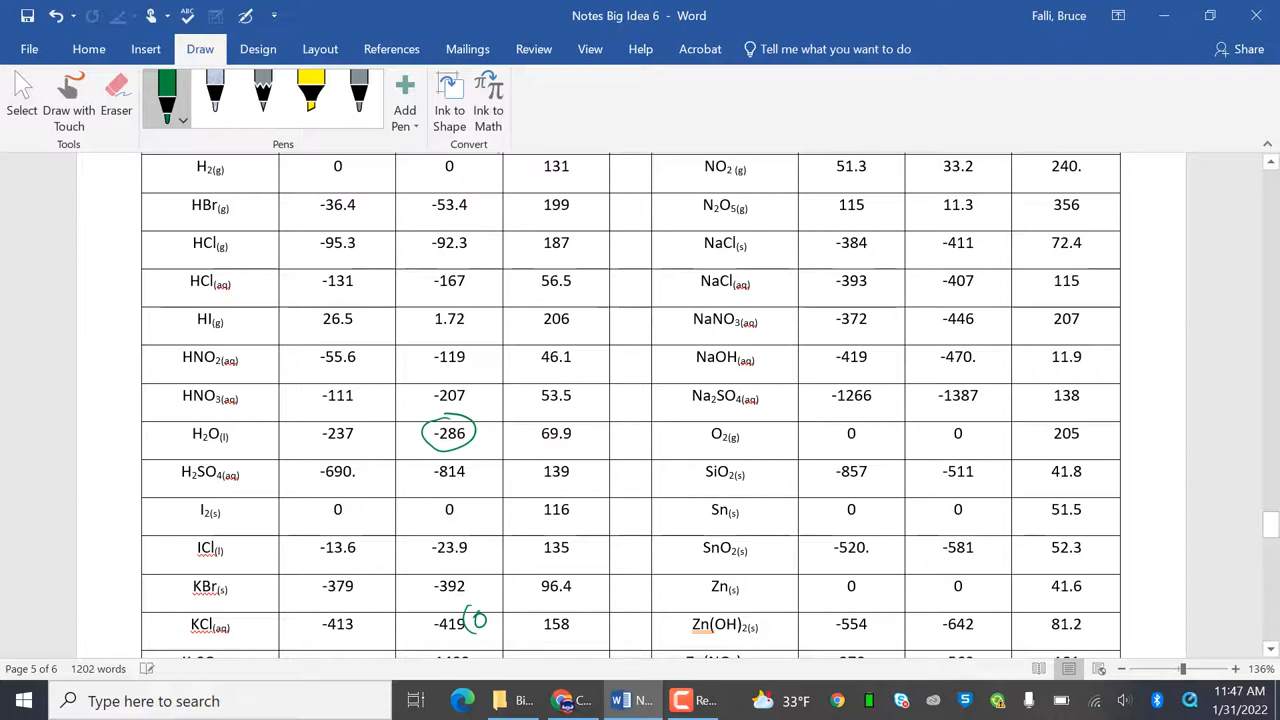 Notes Big Idea 6 - Word
Falli, Bruce
File Home Insert Draw Design Layout References Mailings Review View Help Acrobat Tell me what you want to do Share
Select Draw with Touch Eraser Add Pen Ink to Shape Ink to Math
Tools Pens Convert
H2(g) 0 0 131 NO2 (g) 51.3 33.2 240.
HBr(g) -36.4 -53.4 199 N2O5(g) 115 11.3 356
HCl(g) -95.3 -92.3 187 NaCl(s) -384 -411 72.4
HCl(aq) -131 -167 56.5 NaCl(aq) -393 -407 115
HI(g) 26.5 1.72 206 NaNO3(aq) -372 -446 207
HNO2(aq) -55.6 -119 46.1 NaOH(aq) -419 -470. 11.9
HNO3(aq) -111 -207 53.5 Na2SO4(aq) -1266 -1387 138
H2O(l) -237 -286 69.9 O2(g) 0 0 205
H2SO4(aq) -690. -814 139 SiO2(s) -857 -511 41.8
I2(s) 0 0 116 Sn(s) 0 0 51.5
ICl(l) -13.6 -23.9 135 SnO2(s) -520. -581 52.3
KBr(s) -379 -392 96.4 Zn(s) 0 0 41.6
KCl(aq) -413 -419 (0 158 Zn(OH)2(s) -554 -642 81.2
Page 5 of 6 1202 words 136%
Type here to search Bi... C... N... Re... 33°F 11:47 AM
1/31/2022